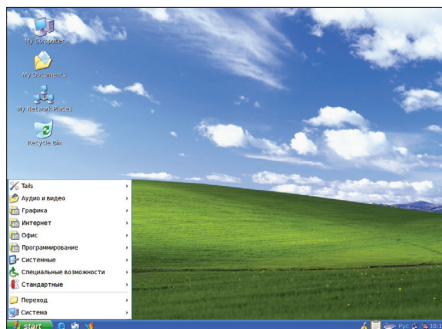 My Computer
My Documents
My Network Places
Recycle Bin
Tails
Аудио и видео
Графика
Интернет
Офис
Программирование
Системные
Специальные возможности
Стандартные
Переход
Система
start
Рус